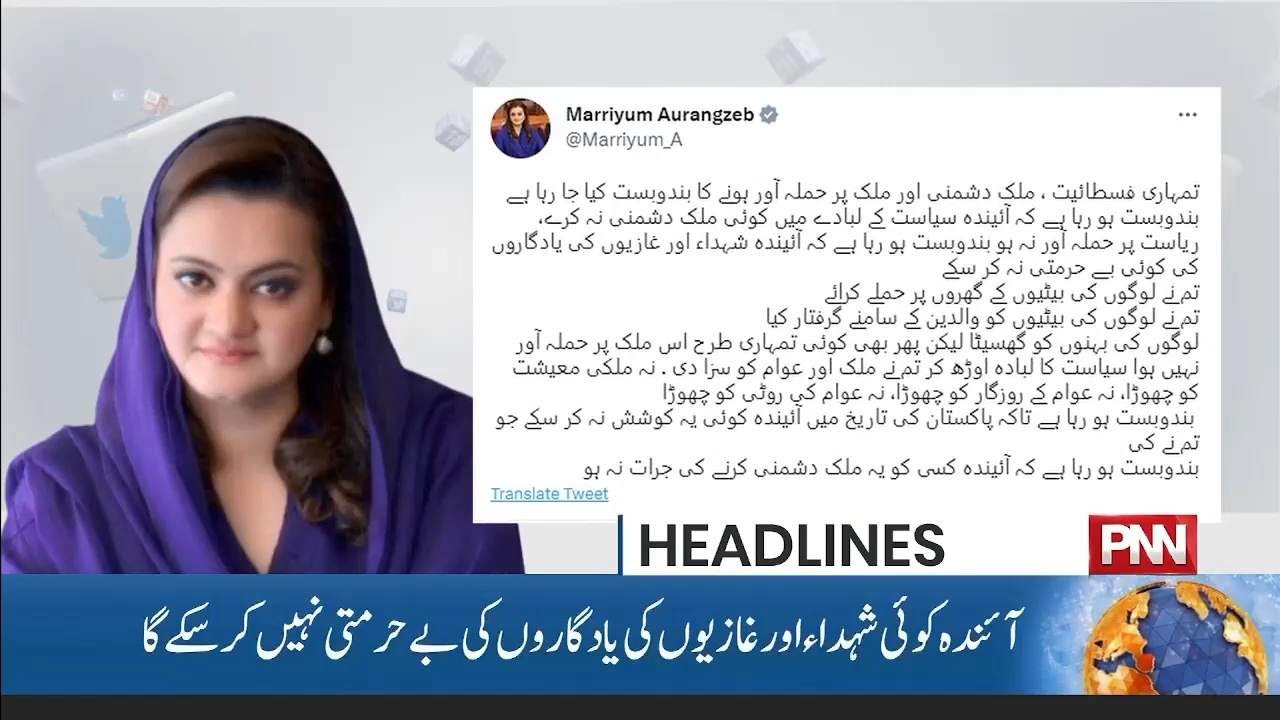 Marriyum Aurangzeb
@Marriyum_A
تمہاری فسطائیت ، ملک دشمنی اور ملک پر حملہ آور ہونے کا بندوبست کیا جا رہا ہے
بندوبست ہو رہا ہے کہ آئیندہ سیاست کے لبادے میں کوئی ملک دشمنی نہ کرے،
ریاست پر حملہ آور نہ ہو بندوبست ہو رہا ہے کہ آئیندہ شہداء اور غازیوں کی یادگاروں
کی کوئی بے حرمتی نہ کر سکے
تم نے لوگوں کی بیٹیوں کے گھروں پر حملے کرائے
تم نے لوگوں کی بیٹیوں کو والدین کے سامنے گرفتار کیا
لوگوں کی بہنوں کو گھسیٹا لیکن پھر بھی کوئی تمہاری طرح اس ملک پر حملہ آور
نہیں ہوا سیاست کا لبادہ اوڑھ کر تم نے ملک اور عوام کو سزا دی . نہ ملکی معیشت
کو چھوڑا، نہ عوام کے روزگار کو چھوڑا، نہ عوام کی روٹی کو چھوڑا
بندوبست ہو رہا ہے تاکہ پاکستان کی تاریخ میں آئیندہ کوئی یہ کوشش نہ کر سکے جو
تم نے کی
بندوبست ہو رہا ہے کہ آئیندہ کسی کو یہ ملک دشمنی کرنے کی جرات نہ ہو
Translate Tweet
HEADLINES
PNN
آئندہ کوئی شہداء اور غازیوں کی یادگاروں کی بے حرمتی نہیں کر سکے گا